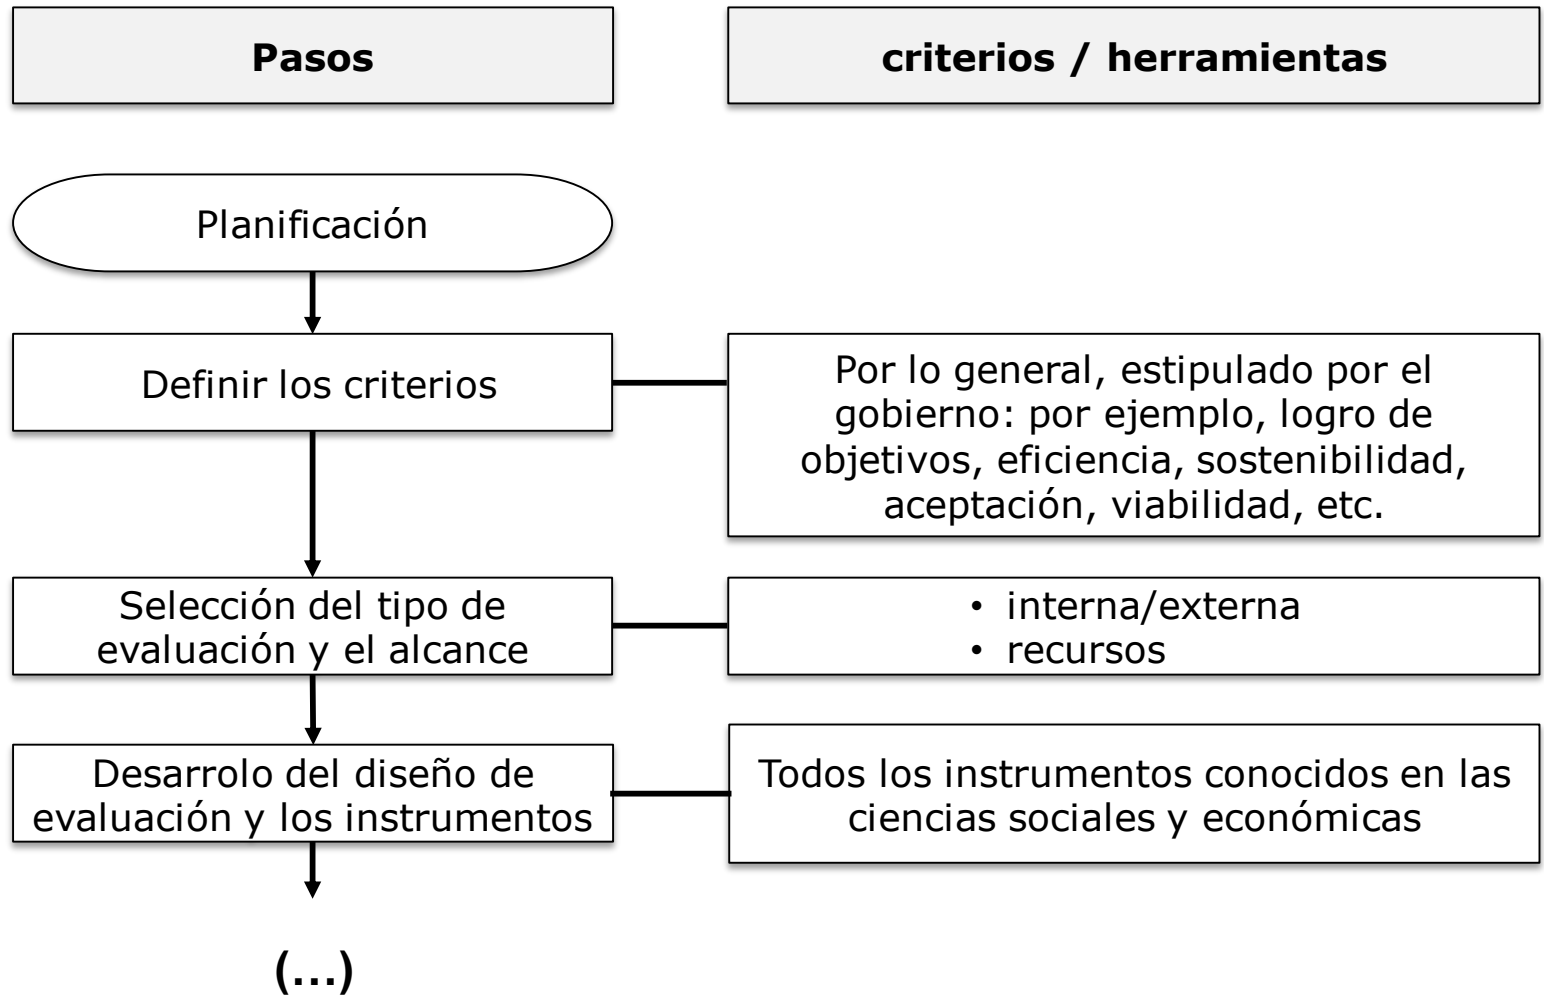 Pasos
criterios / herramientas
Planificación
Definir los criterios
Por lo general, estipulado por el
gobierno: por ejemplo, logro de
objetivos, eficiencia, sostenibilidad,
aceptación, viabilidad, etc.
Selección del tipo de
evaluación y el alcance
• interna/externa
• recursos
Desarrolo del diseño de
evaluación y los instrumentos
Todos los instrumentos conocidos en las
ciencias sociales y económicas
(...)